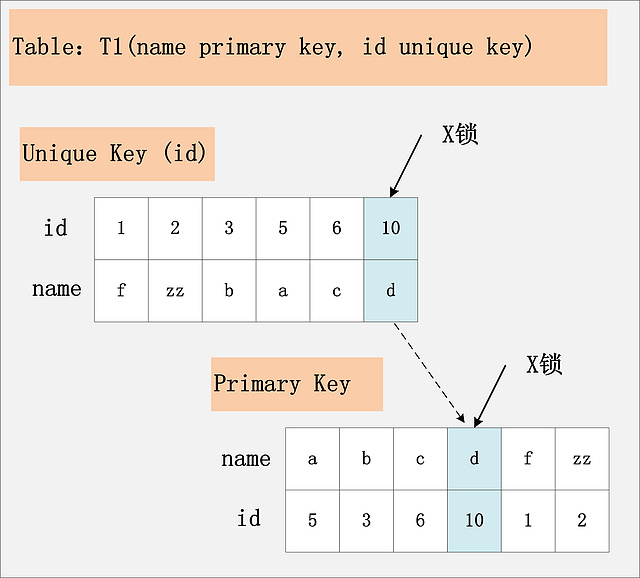 Table: T1(name primary key, id unique key)
X锁
Unique Key (id)
id 1 2 3 5 6 10
name f zz b a c d
X锁
Primary Key
name a b c d f zz
id 5 3 6 10 1 2